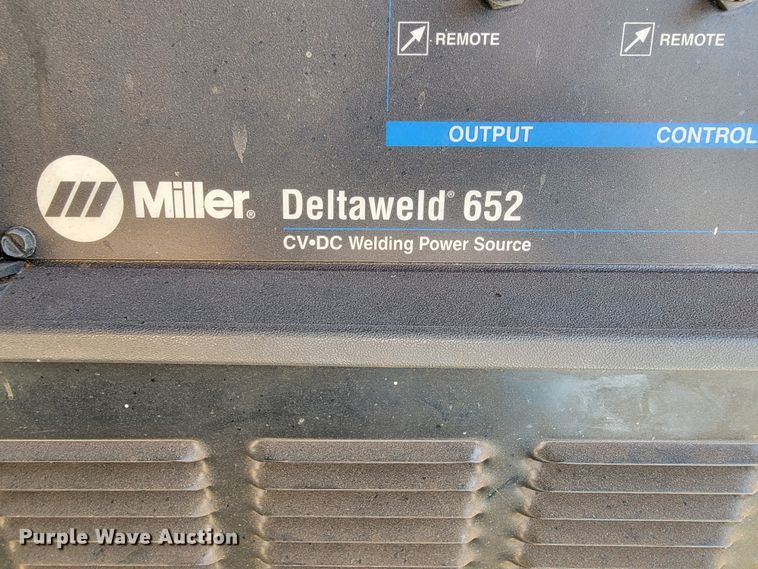 REMOTE REMOTE
OUTPUT CONTROL
Miller® Deltaweld® 652
CV•DC Welding Power Source
Purple Wave Auction